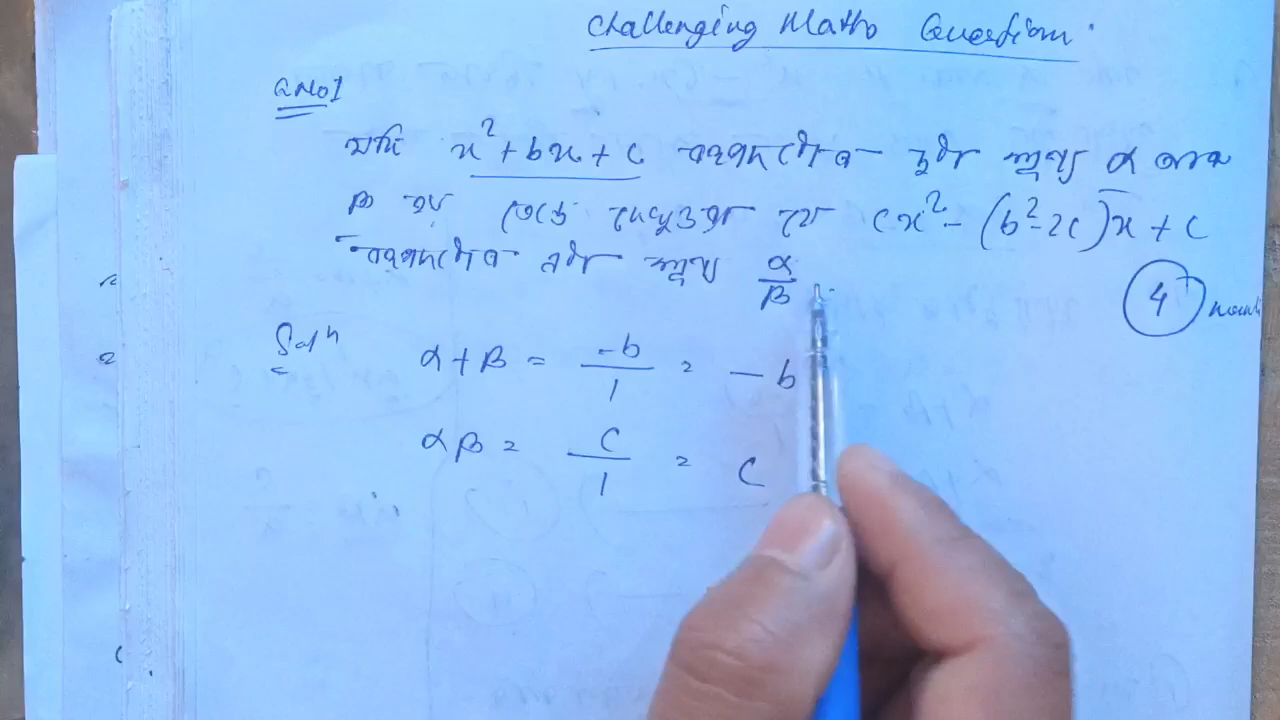 Challenging Maths Question.
Q.No1
যদি x² + bx + c বহুপদটোৰ দুটা শূন্য α আৰু
β হয় তেন্তে যে cx² - (b² - 2c)x + c
বহুপদটোৰ এটা শূন্য α/β
4 marks
Solⁿ α + β = -b/1 = - b
αβ = c/1 = c